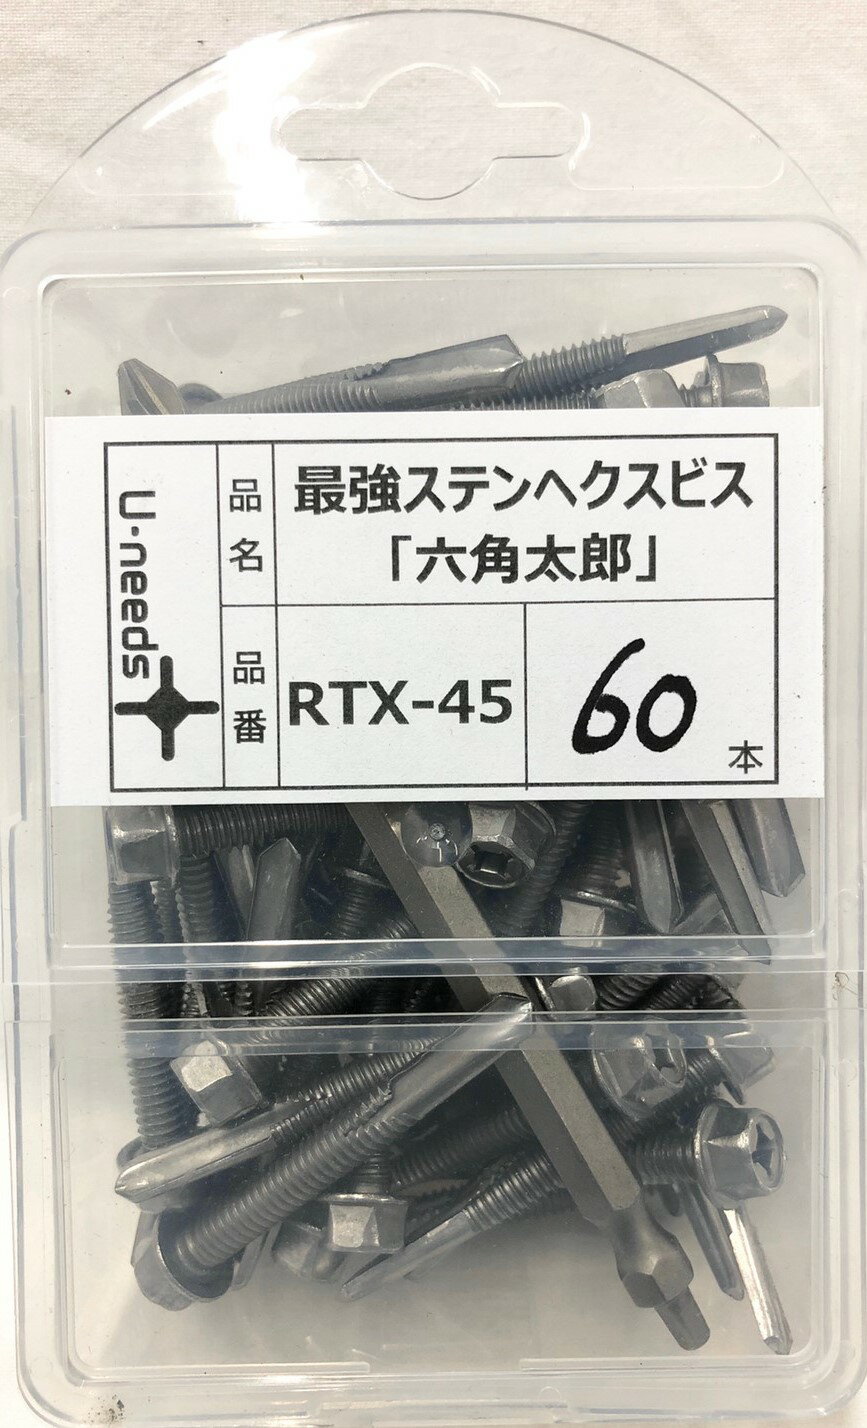 U·needs
品名
最強ステンヘクスビス
「六角太郎」
品番
RTX-45
60
本